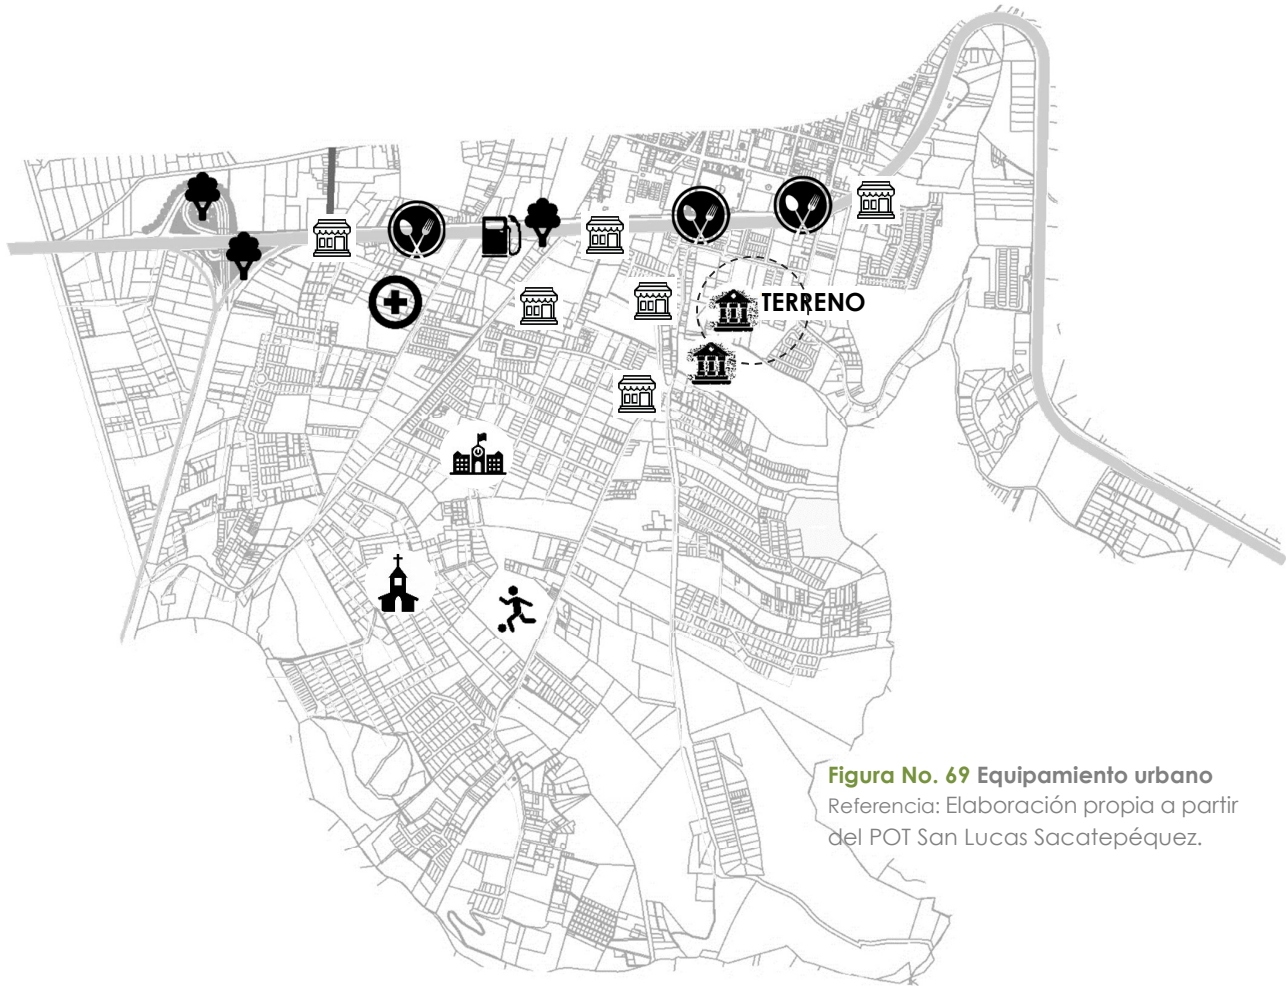 TERRENO
Figura No. 69 Equipamiento urbano
Referencia: Elaboración propia a partir
del POT San Lucas Sacatepéquez.